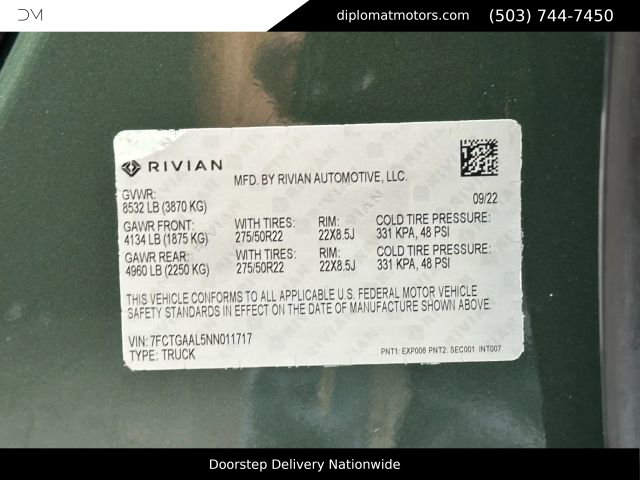 DM
diplomatmotors.com (503) 744-7450
RIVIAN
MFD. BY RIVIAN AUTOMOTIVE, LLC.
GVWR:
8532 LB (3870 KG)
09/22
GAWR FRONT: WITH TIRES: RIM: COLD TIRE PRESSURE:
4134 LB (1875 KG) 275/50R22 22X8.5J 331 KPA, 48 PSI
GAWR REAR: WITH TIRES: RIM: COLD TIRE PRESSURE:
4960 LB (2250 KG) 275/50R22 22X8.5J 331 KPA, 48 PSI
THIS VEHICLE CONFORMS TO ALL APPLICABLE U.S. FEDERAL MOTOR VEHICLE
SAFETY STANDARDS IN EFFECT ON THE DATE OF MANUFACTURE SHOWN ABOVE.
VIN: 7FCTGAAL5NN011717
TYPE: TRUCK
PNT1: EXP006 PNT2: SEC001 INT007
Doorstep Delivery Nationwide